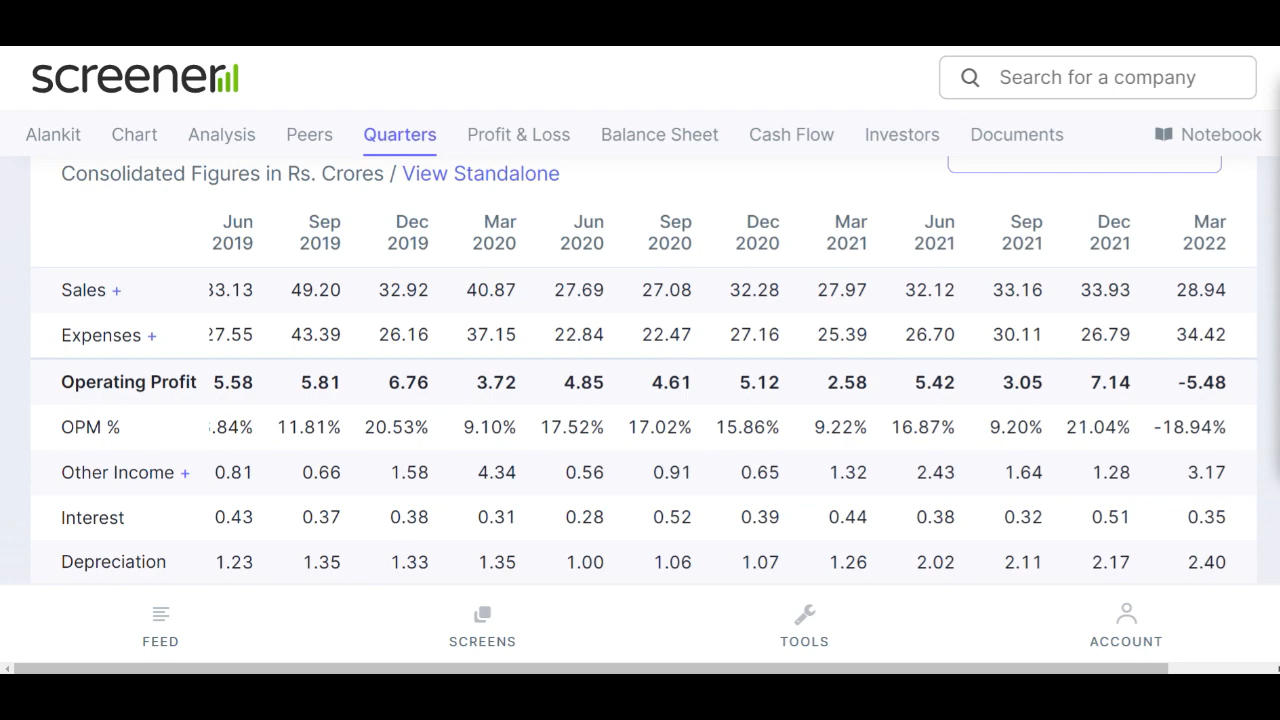 screener
Search for a company
Alankit Chart Analysis Peers Quarters Profit & Loss Balance Sheet Cash Flow Investors Documents Notebook
Consolidated Figures in Rs. Crores / View Standalone
Jun 2019 Sep 2019 Dec 2019 Mar 2020 Jun 2020 Sep 2020 Dec 2020 Mar 2021 Jun 2021 Sep 2021 Dec 2021 Mar 2022
Sales + 33.13 49.20 32.92 40.87 27.69 27.08 32.28 27.97 32.12 33.16 33.93 28.94
Expenses + 27.55 43.39 26.16 37.15 22.84 22.47 27.16 25.39 26.70 30.11 26.79 34.42
Operating Profit 5.58 5.81 6.76 3.72 4.85 4.61 5.12 2.58 5.42 3.05 7.14 -5.48
OPM % .84% 11.81% 20.53% 9.10% 17.52% 17.02% 15.86% 9.22% 16.87% 9.20% 21.04% -18.94%
Other Income + 0.81 0.66 1.58 4.34 0.56 0.91 0.65 1.32 2.43 1.64 1.28 3.17
Interest 0.43 0.37 0.38 0.31 0.28 0.52 0.39 0.44 0.38 0.32 0.51 0.35
Depreciation 1.23 1.35 1.33 1.35 1.00 1.06 1.07 1.26 2.02 2.11 2.17 2.40
FEED SCREENS TOOLS ACCOUNT